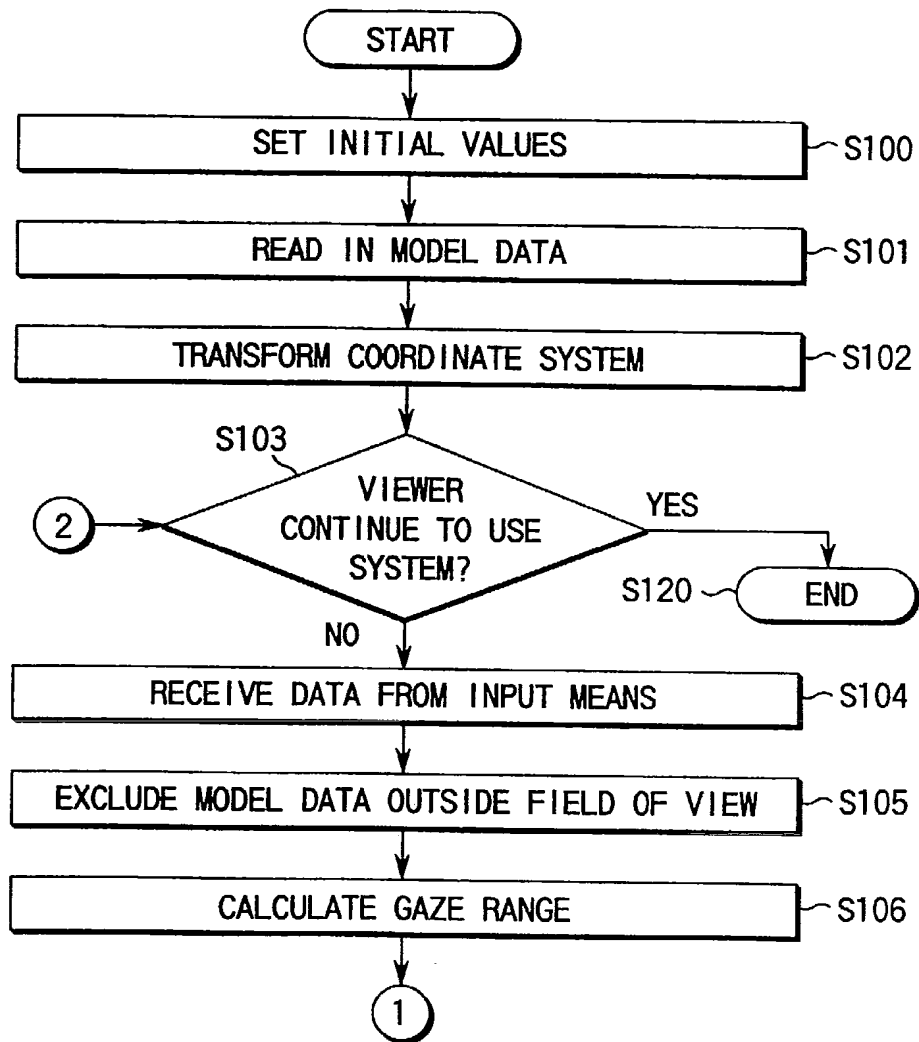 START
SET INITIAL VALUES
S100
READ IN MODEL DATA
S101
TRANSFORM COORDINATE SYSTEM
S102
S103
VIEWER
CONTINUE TO USE
SYSTEM?
2
YES
S120
END
NO
RECEIVE DATA FROM INPUT MEANS
S104
EXCLUDE MODEL DATA OUTSIDE FIELD OF VIEW
S105
CALCULATE GAZE RANGE
S106
1